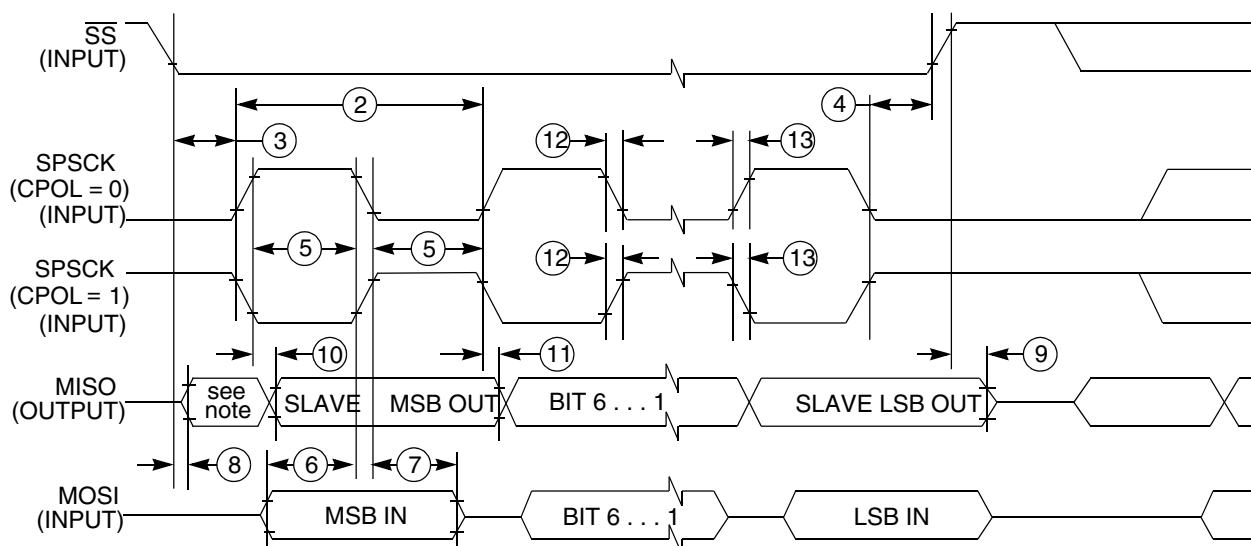 SS
(INPUT)
2
4
3
12
13
SPSCK
(CPOL = 0)
(INPUT)
5
5
12
13
SPSCK
(CPOL = 1)
(INPUT)
10
11
9
MISO
(OUTPUT)
see
note
SLAVE
MSB OUT
BIT 6 . . . 1
SLAVE LSB OUT
8
6
7
MOSI
(INPUT)
MSB IN
BIT 6 . . . 1
LSB IN